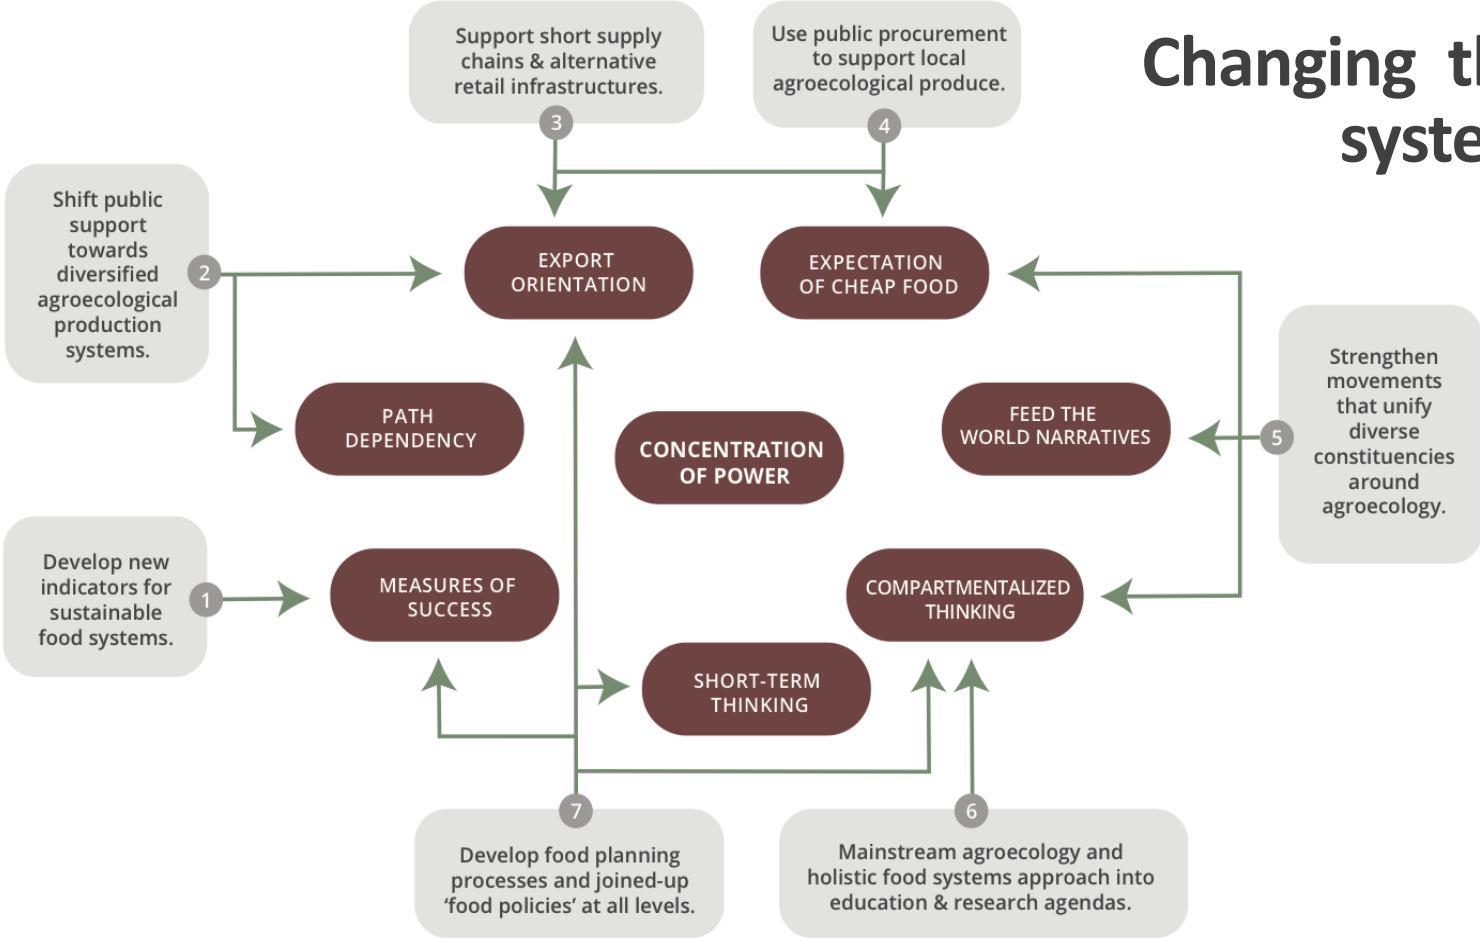 Support short supply
chains & alternative
retail infrastructures.
3
Use public procurement
to support local
agroecological produce.
4
Changing
Shift public
support
towards
diversified
agroecological
production
systems.
2
EXPORT
ORIENTATION
EXPECTATION
OF CHEAP FOOD
PATH
DEPENDENCY
CONCENTRATION
OF POWER
FEED THE
WORLD NARRATIVES
Strengthen
movements
that unify
diverse
constituencies
around
agroecology.
5
Develop new
indicators for
sustainable
food systems.
1
MEASURES OF
SUCCESS
COMPARTMENTALIZED
THINKING
SHORT-TERM
THINKING
7
Develop food planning
processes and joined-up
‘food policies’ at all levels.
6
Mainstream agroecology and
holistic food systems approach into
education & research agendas.